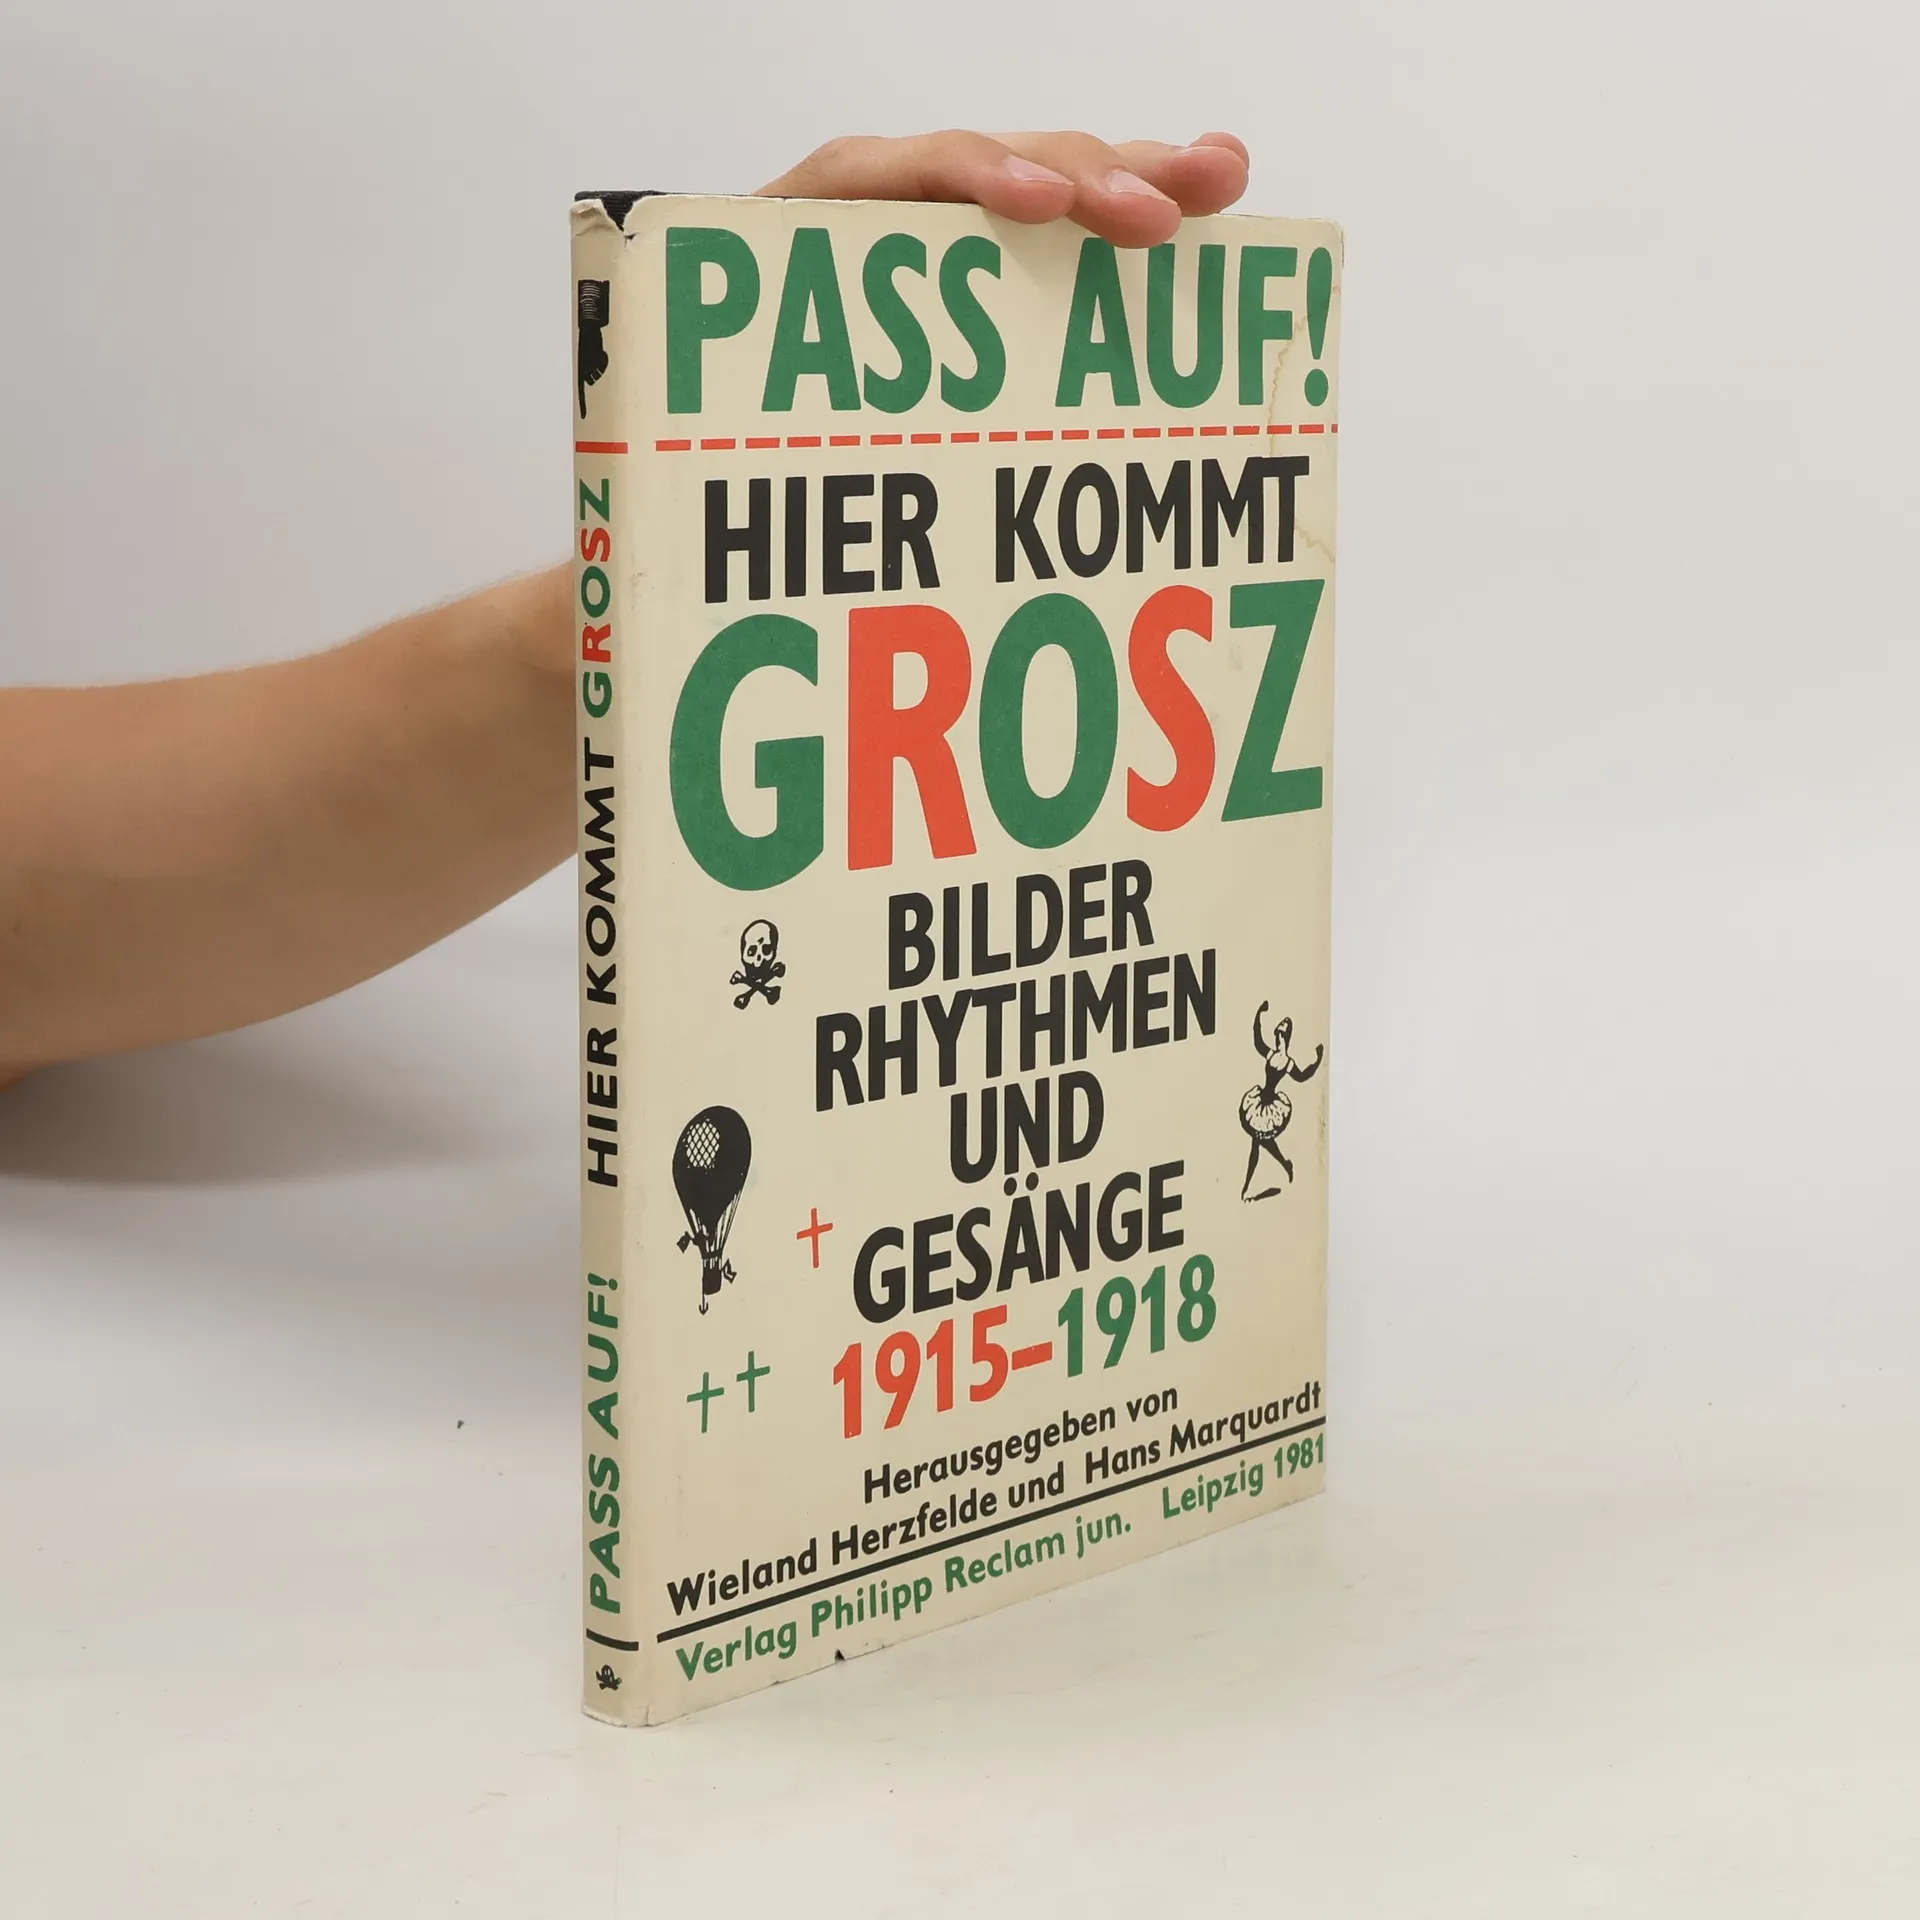 PASS AUF!
HIER KOMMT
GROSZ
BILDER
RHYTHMEN
UND
GESÄNGE
1915–1918
Herausgegeben von
Wieland Herzfelde und Hans Marquardt
Verlag Philipp Reclam jun. Leipzig 1981
PASS AUF! HIER KOMMT GROSZ